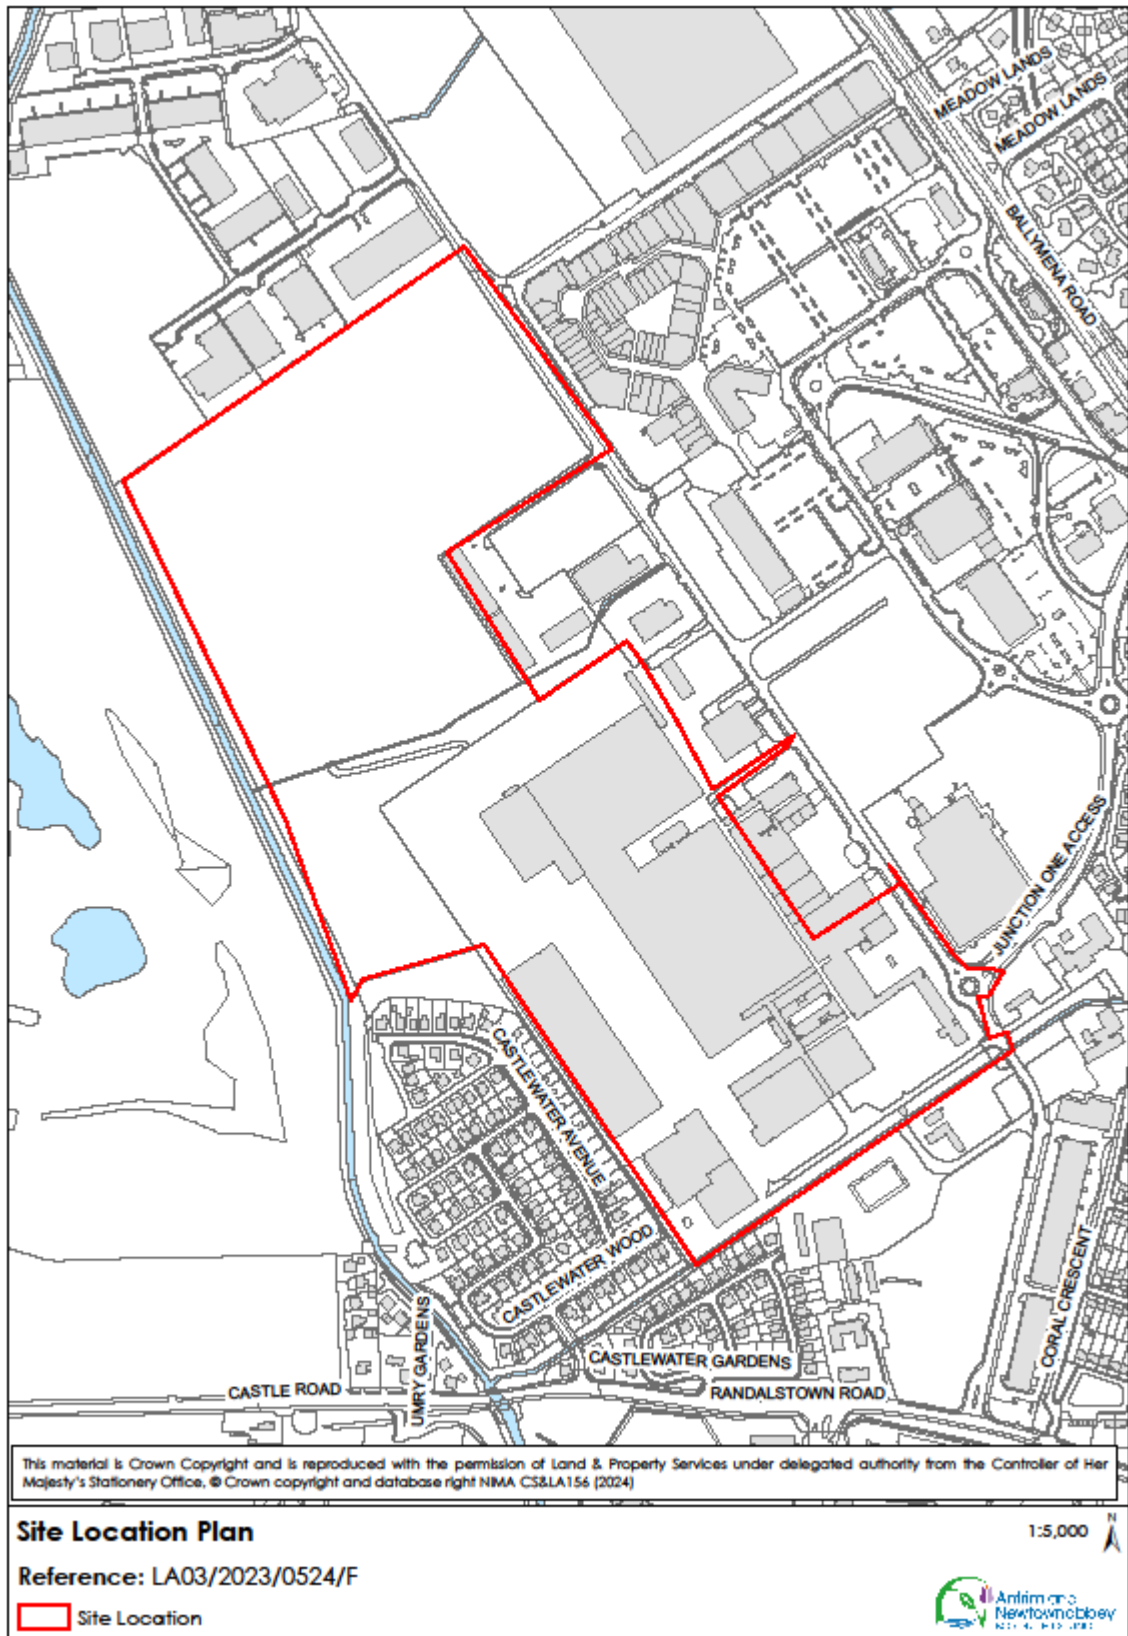 MEADOW LANDS
MEADOW LANDS
BALLYMENA ROAD
JUNCTION ONE ACCESS
CASTLEWATER AVENUE
CASTLEWATER WOOD
CORAL CRESCENT
UMRY GARDENS
CASTLEWATER GARDENS
CASTLE ROAD
RANDALSTOWN ROAD
This material is Crown Copyright and is reproduced with the permission of Land & Property Services under delegated authority from the Controller of Her
Majesty's Stationery Office, © Crown copyright and database right NIMA CS&LA156 (2024)
Site Location Plan
1:5,000
N
Reference: LA03/2023/0524/F
Site Location
Antrim and
Newtownabbey